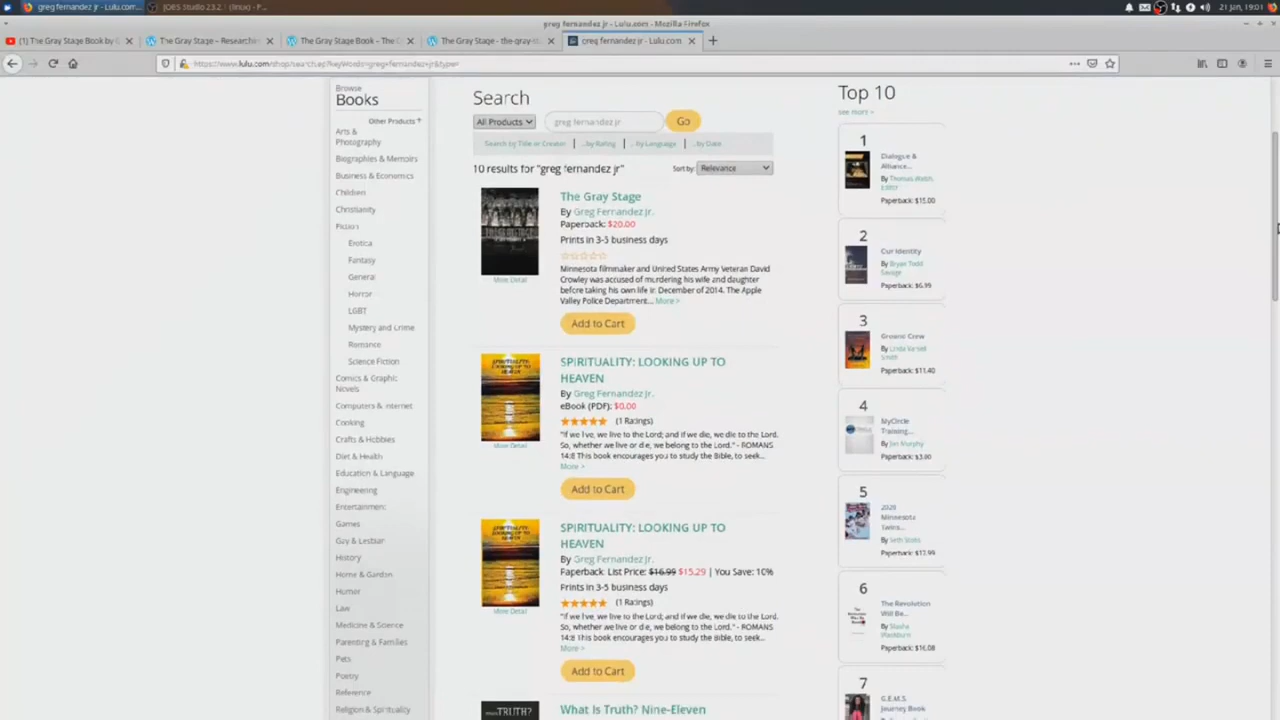 greg fernandez jr - Lulu.com...
JOBS Studio 23.2.1 (linux) - P...
21 Jan, 19:01
greg fernandez jr - Lulu.com - Mozilla Firefox
(1) The Gray Stage Book by G
The Gray Stage – Researchin
The Gray Stage Book – The G
The Gray Stage - the-gray-st
greg fernandez jr - Lulu.com
https://www.lulu.com/shop/search.ep?keyWords=greg+fernandez+jr&type=
Browse
Books
Other Products
Arts &
Photography
Biographies & Memoirs
Business & Economics
Children
Christianity
Fiction
Erotica
Fantasy
General
Horror
LGBT
Mystery and Crime
Romance
Science Fiction
Comics & Graphic
Novels
Computers & Internet
Cooking
Crafts & Hobbies
Diet & Health
Education & Language
Engineering
Entertainment
Games
Gay & Lesbian
History
Home & Garden
Humor
Law
Medicine & Science
Parenting & Families
Pets
Poetry
Reference
Religion & Spirituality
Search
All Products
greg fernandez jr
Go
Search by Title or Creator | ...by Rating | ...By Language | ...by Date
10 results for "greg fernandez jr"
Sort by: Relevance
The Gray Stage
By Greg Fernandez Jr.
Paperback: $20.00
Prints in 3-5 business days
Minnesota filmmaker and United States Army Veteran David
Crowley was accused of murdering his wife and daughter
before taking his own life in December of 2014. The Apple
Valley Police Department... More >
More Detail
Add to Cart
SPIRITUALITY: LOOKING UP TO
HEAVEN
By Greg Fernandez Jr.
eBook (PDF): $0.00
(1 Ratings)
"If we live, we live to the Lord; and if we die, we die to the Lord.
So, whether we live or die, we belong to the Lord." - ROMANS
14:8 This book encourages you to study the Bible, to seek...
More >
More Detail
Add to Cart
SPIRITUALITY: LOOKING UP TO
HEAVEN
By Greg Fernandez Jr.
Paperback: List Price: $16.99 $15.29 | You Save: 10%
Prints in 3-5 business days
(1 Ratings)
"If we live, we live to the Lord; and if we die, we die to the Lord.
So, whether we live or die, we belong to the Lord." - ROMANS
14:8 This book encourages you to study the Bible, to seek...
More >
More Detail
Add to Cart
TRUTH?
What Is Truth? Nine-Eleven
Top 10
see more >
1
Dialogue &
Alliance...
By Thomas Walsh,
Editor
Paperback: $15.00
2
Our Identity
By Bryan Todd
Savage
Paperback: $6.99
3
Ground Crew
By Linda
Smith
Paperback: $11.40
4
MyCircle
Training...
By Jon Murphy
Paperback: $3.00
5
2020
Minnesota
Twins...
By Seth Stohs
Paperback: $17.99
6
The Revolution
Will Be...
By
Blackburn
Paperback: $16.08
7
G.E.M.S.
Journey Book